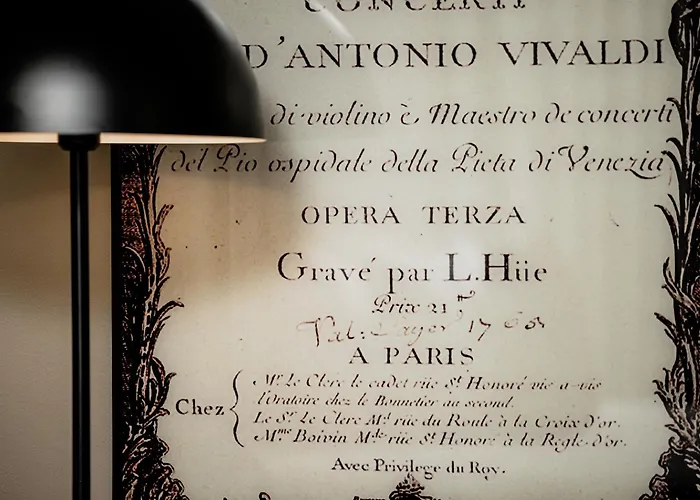 CONCERTI
D'ANTONIO VIVALDI
di violino è Maestro de concerti
del Pio ospidale della Pieta di Venezia
OPERA TERZA
Gravé par L.Hüe
Prix 21
17
A PARIS
Chez
Mr. Le Clerc le cadet rüe St. Honoré vis-a-vis
l'Oratoire chez le Bonnetier au second.
Le Sr. Le Clerc Md. rüe du Roule à la Croix d'or.
Mme. Boivin Mde. rüe St. Honoré à la Regle-d'or.
Avec Privilege du Roy.